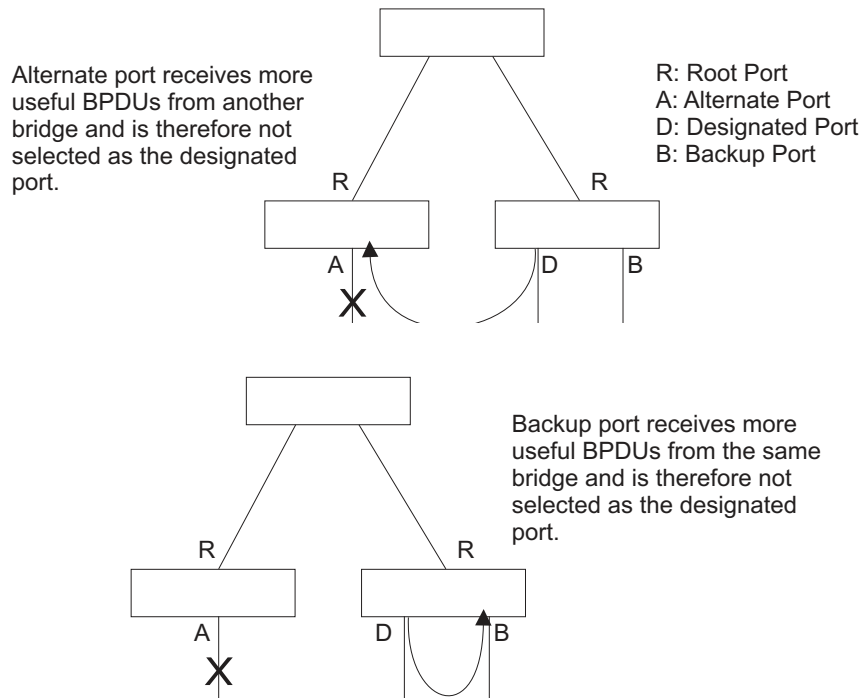 Alternate port receives more
useful BPDUs from another
bridge and is therefore not
selected as the designated
port.
R: Root Port
A: Alternate Port
D: Designated Port
B: Backup Port
R
R
A
D
B
X
Backup port receives more
useful BPDUs from the same
bridge and is therefore not
selected as the designated
port.
R
R
A
D
B
X